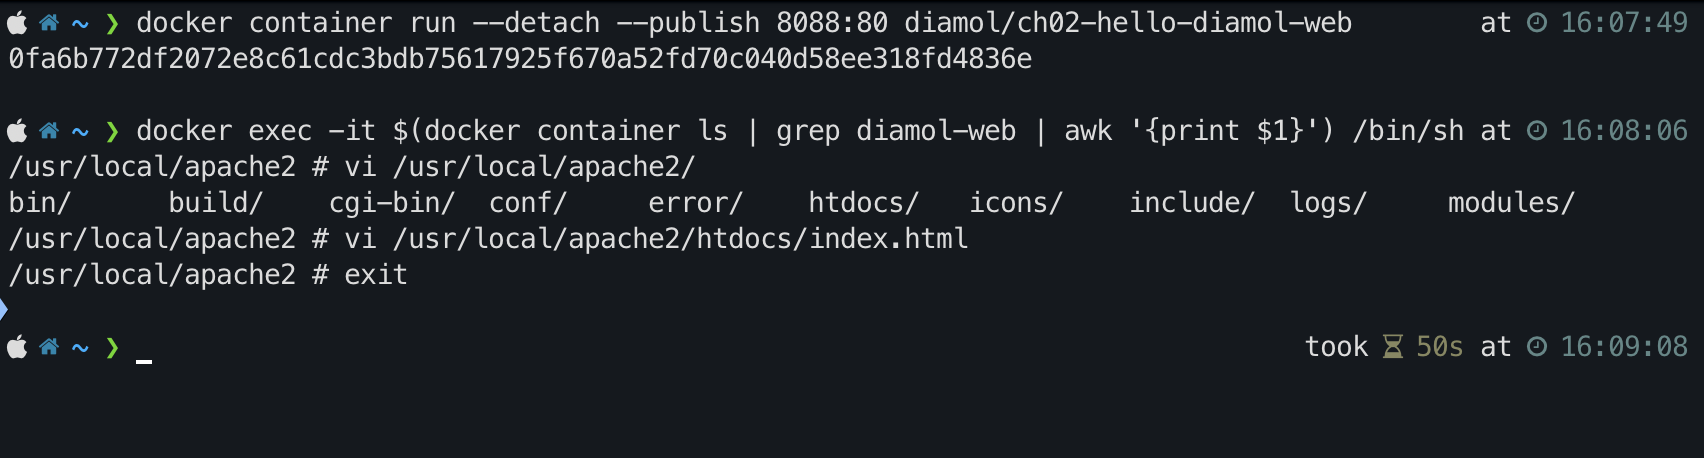 ~ ❯ docker container run --detach --publish 8088:80 diamol/ch02-hello-diamol-web at 16:07:49
0fa6b772df2072e8c61cdc3bdb75617925f670a52fd70c040d58ee318fd4836e
~ ❯ docker exec -it $(docker container ls | grep diamol-web | awk '{print $1}') /bin/sh at 16:08:06
/usr/local/apache2 # vi /usr/local/apache2/
bin/ build/ cgi-bin/ conf/ error/ htdocs/ icons/ include/ logs/ modules/
/usr/local/apache2 # vi /usr/local/apache2/htdocs/index.html
/usr/local/apache2 # exit
~ ❯ _ took 50s at 16:09:08